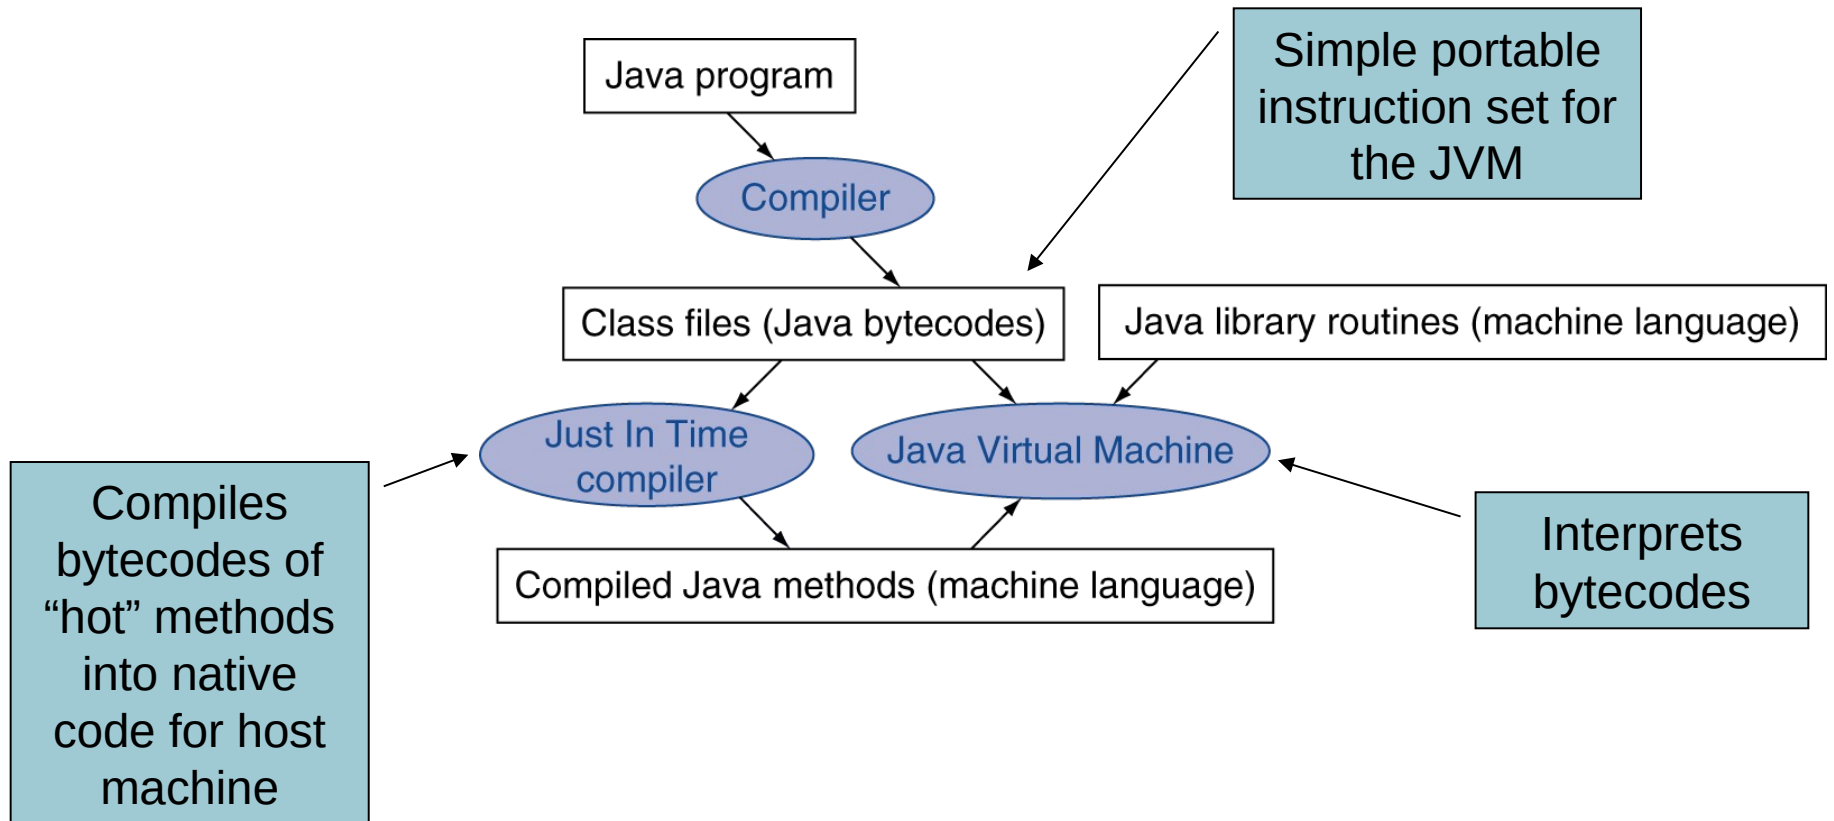 Java program
Simple portable
instruction set for
the JVM
Compiler
Class files (Java bytecodes)
Java library routines (machine language)
Just In Time
compiler
Java Virtual Machine
Compiles
bytecodes of
“hot” methods
into native
code for host
machine
Interprets
bytecodes
Compiled Java methods (machine language)